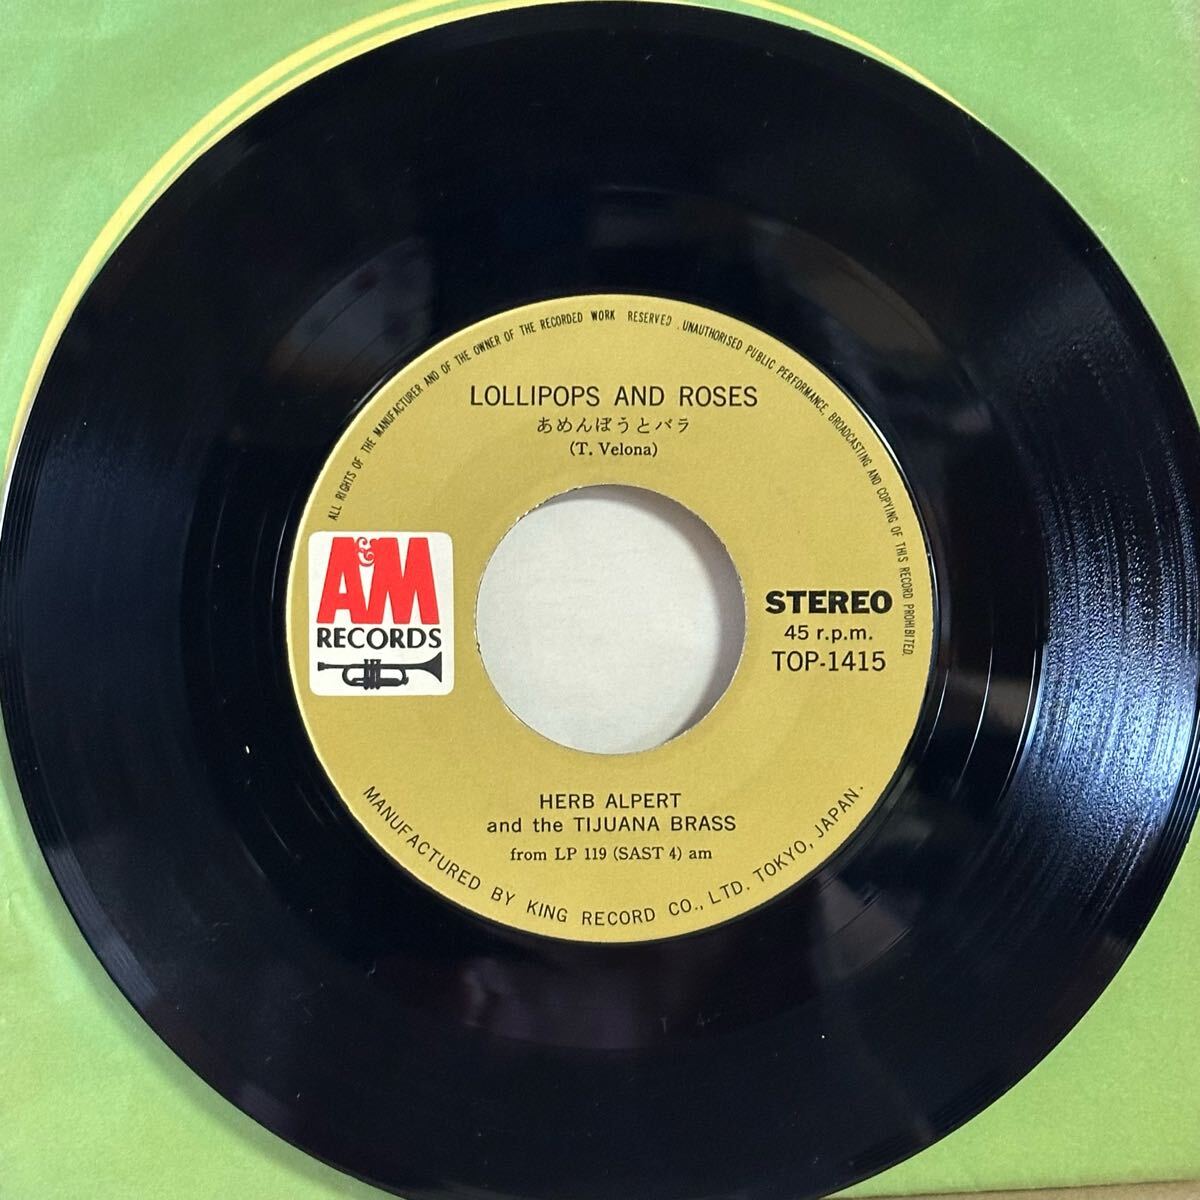 ALL RIGHTS OF THE MANUFACTURER AND OF THE OWNER OF THE RECORDED WORK RESERVED. UNAUTHORISED PUBLIC PERFORMANCE, BROADCASTING AND COPYING OF THIS RECORD PROHIBITED.
LOLLIPOPS AND ROSES
あめんぼうとバラ
(T. Velona)
A&M
RECORDS
STEREO
45 r.p.m.
TOP-1415
HERB ALPERT
and the TIJUANA BRASS
from LP 119 (SAST 4) am
MANUFACTURED BY KING RECORD CO., LTD. TOKYO, JAPAN.